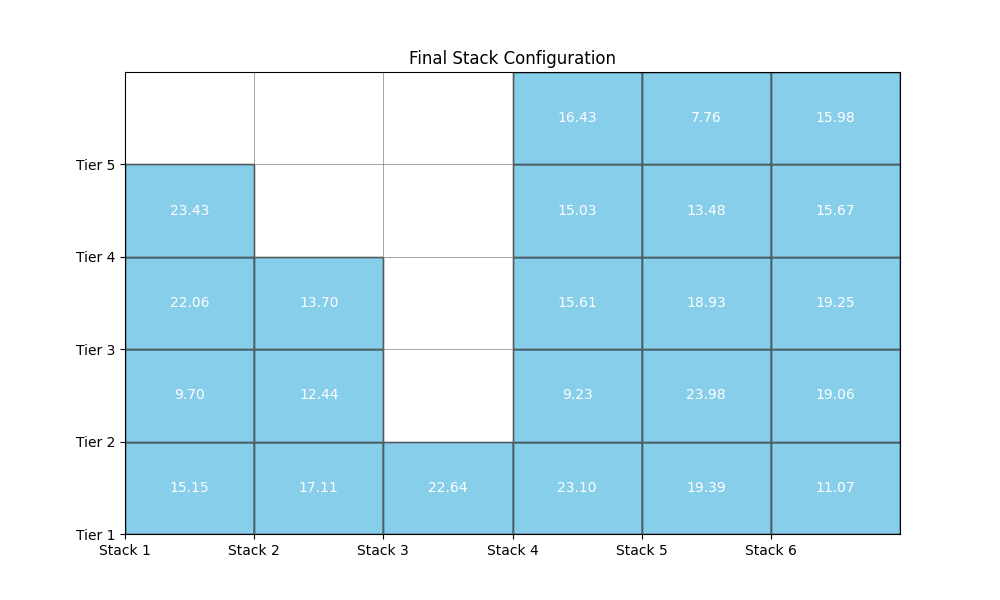 Final Stack Configuration
16.43 7.76 15.98
Tier 5
23.43 15.03 13.48 15.67
Tier 4
22.06 13.70 15.61 18.93 19.25
Tier 3
9.70 12.44 9.23 23.98 19.06
Tier 2
15.15 17.11 22.64 23.10 19.39 11.07
Tier 1
Stack 1 Stack 2 Stack 3 Stack 4 Stack 5 Stack 6